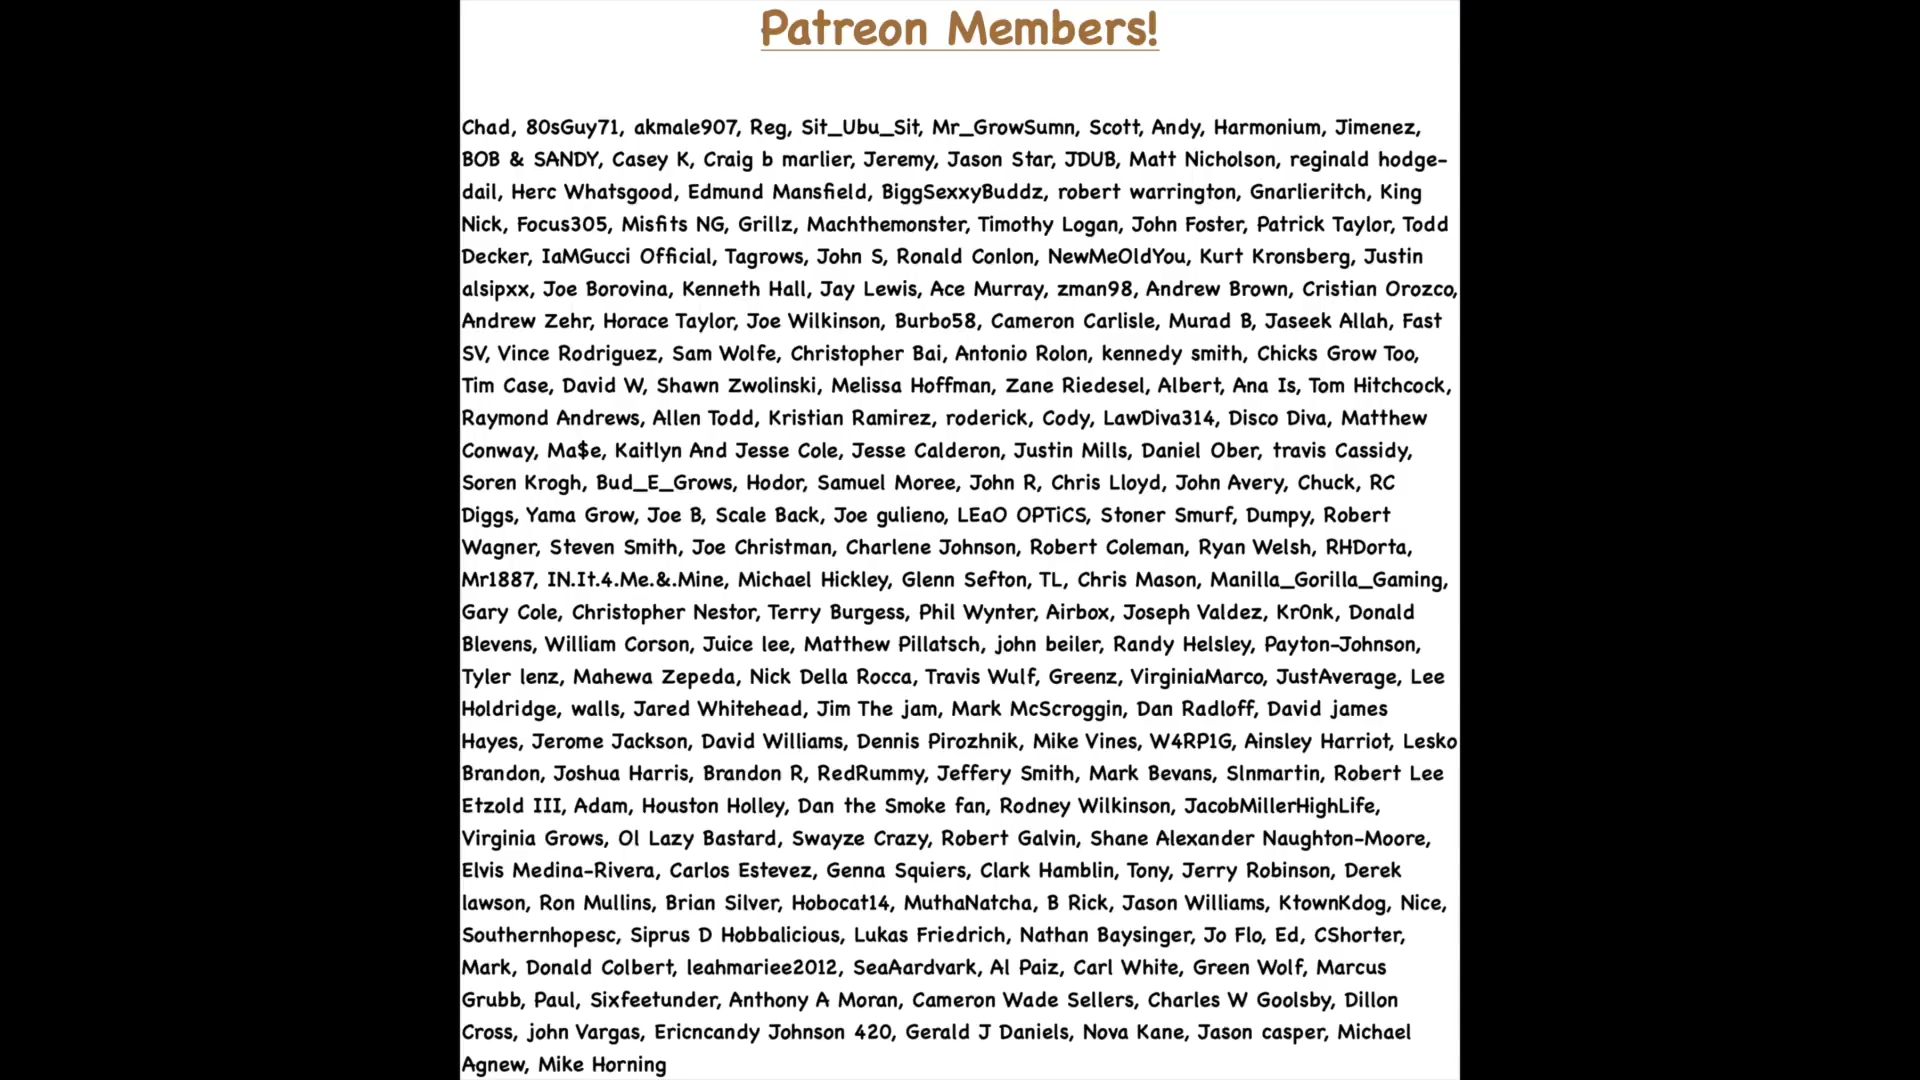 Patreon Members!
Chad, 80sGuy71, akmale907, Reg, Sit_Ubu_Sit, Mr_GrowSumn, Scott, Andy, Harmonium, Jimenez,
BOB & SANDY, Casey K, Craig b marlier, Jeremy, Jason Star, JDUB, Matt Nicholson, reginald hodge-
dail, Herc Whatsgood, Edmund Mansfield, BiggSexxyBuddz, robert warrington, Gnarlieritch, King
Nick, Focus305, Misfits NG, Grillz, Machthemonster, Timothy Logan, John Foster, Patrick Taylor, Todd
Decker, IaMGucci Official, Tagrows, John S, Ronald Conlon, NewMeOldYou, Kurt Kronsberg, Justin
alsipxx, Joe Borovina, Kenneth Hall, Jay Lewis, Ace Murray, zman98, Andrew Brown, Cristian Orozco,
Andrew Zehr, Horace Taylor, Joe Wilkinson, Burbo58, Cameron Carlisle, Murad B, Jaseek Allah, Fast
SV, Vince Rodriguez, Sam Wolfe, Christopher Bai, Antonio Rolon, kennedy smith, Chicks Grow Too,
Tim Case, David W, Shawn Zwolinski, Melissa Hoffman, Zane Riedesel, Albert, Ana Is, Tom Hitchcock,
Raymond Andrews, Allen Todd, Kristian Ramirez, roderick, Cody, LawDiva314, Disco Diva, Matthew
Conway, Ma$e, Kaitlyn And Jesse Cole, Jesse Calderon, Justin Mills, Daniel Ober, travis Cassidy,
Soren Krogh, Bud_E_Grows, Hodor, Samuel Moree, John R, Chris Lloyd, John Avery, Chuck, RC
Diggs, Yama Grow, Joe B, Scale Back, Joe gulieno, LEaO OPTiCS, Stoner Smurf, Dumpy, Robert
Wagner, Steven Smith, Joe Christman, Charlene Johnson, Robert Coleman, Ryan Welsh, RHDorta,
Mr1887, IN.It.4.Me.&.Mine, Michael Hickley, Glenn Sefton, TL, Chris Mason, Manilla_Gorilla_Gaming,
Gary Cole, Christopher Nestor, Terry Burgess, Phil Wynter, Airbox, Joseph Valdez, Kr0nk, Donald
Blevens, William Corson, Juice lee, Matthew Pillatsch, john beiler, Randy Helsley, Payton-Johnson,
Tyler lenz, Mahewa Zepeda, Nick Della Rocca, Travis Wulf, Greenz, VirginiaMarco, JustAverage, Lee
Holdridge, walls, Jared Whitehead, Jim The jam, Mark McScroggin, Dan Radloff, David james
Hayes, Jerome Jackson, David Williams, Dennis Pirozhnik, Mike Vines, W4RP1G, Ainsley Harriot, Lesko
Brandon, Joshua Harris, Brandon R, RedRummy, Jeffery Smith, Mark Bevans, Slnmartin, Robert Lee
Etzold III, Adam, Houston Holley, Dan the Smoke fan, Rodney Wilkinson, JacobMillerHighLife,
Virginia Grows, Ol Lazy Bastard, Swayze Crazy, Robert Galvin, Shane Alexander Naughton-Moore,
Elvis Medina-Rivera, Carlos Estevez, Genna Squiers, Clark Hamblin, Tony, Jerry Robinson, Derek
lawson, Ron Mullins, Brian Silver, Hobocat14, MuthaNatcha, B Rick, Jason Williams, KtownKdog, Nice,
Southernhopesc, Siprus D Hobbalicious, Lukas Friedrich, Nathan Baysinger, Jo Flo, Ed, CShorter,
Mark, Donald Colbert, leahmariee2012, SeaAardvark, Al Paiz, Carl White, Green Wolf, Marcus
Grubb, Paul, Sixfeetunder, Anthony A Moran, Cameron Wade Sellers, Charles W Goolsby, Dillon
Cross, john Vargas, Ericncandy Johnson 420, Gerald J Daniels, Nova Kane, Jason casper, Michael
Agnew, Mike Horning